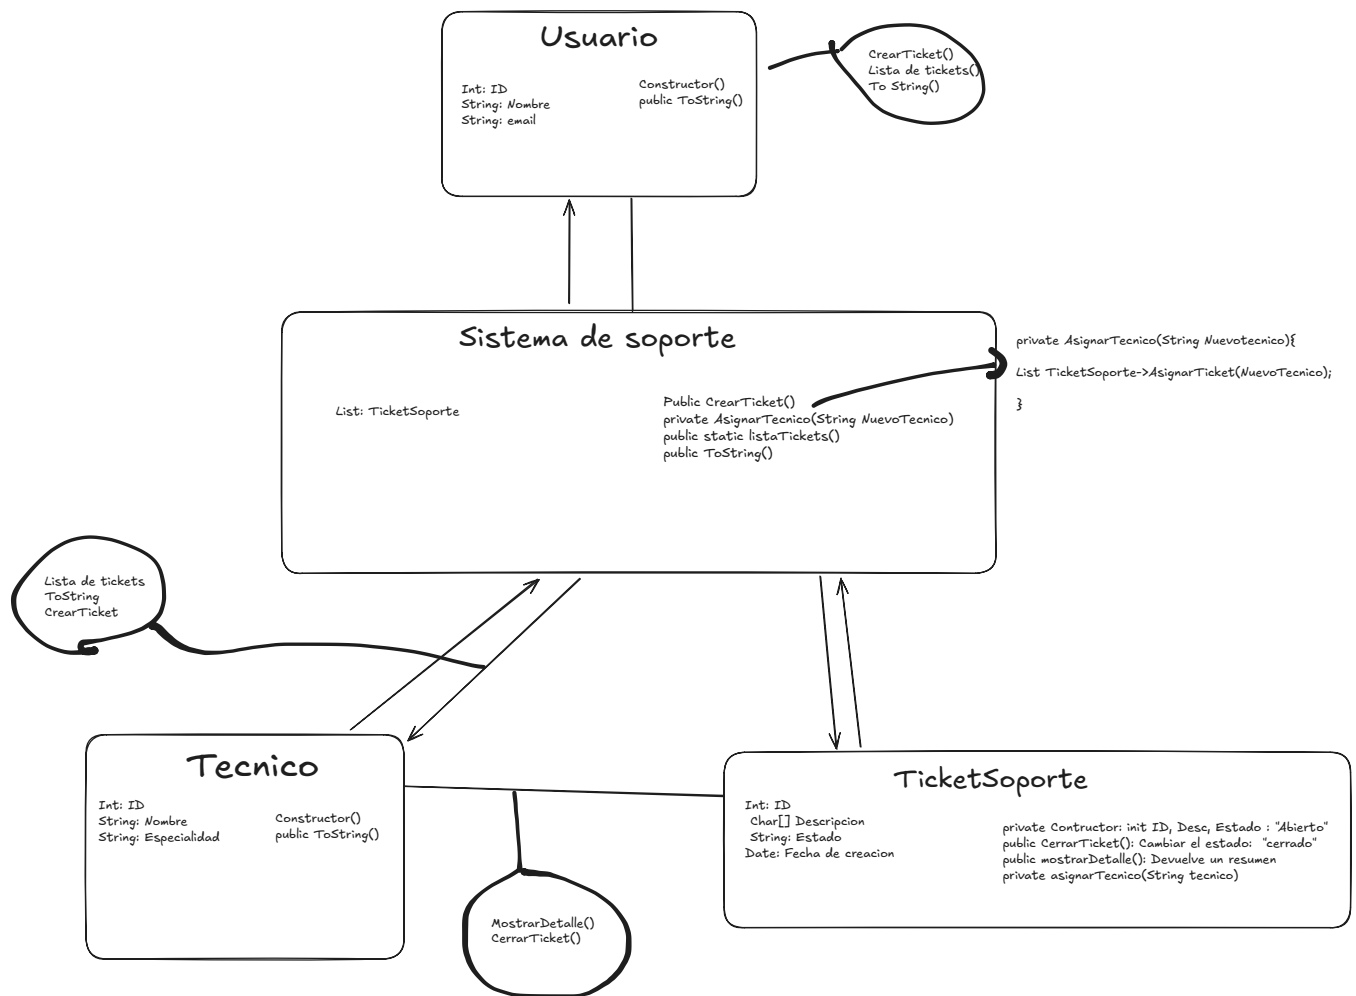 Usuario
Int: ID
String: Nombre
String: email
Constructor()
public ToString()
CrearTicket()
Lista de tickets()
To String()
Sistema de soporte
List: TicketSoporte
Public CrearTicket()
private AsignarTecnico(String NuevoTecnico)
public static listaTickets()
public ToString()
private AsignarTecnico(String Nuevotecnico){
List TicketSoporte->AsignarTicket(NuevoTecnico);
}
Lista de tickets
ToString
CrearTicket
Tecnico
Int: ID
String: Nombre
String: Especialidad
Constructor()
public ToString()
MostrarDetalle()
CerrarTicket()
TicketSoporte
Int: ID
Char[] Descripcion
String: Estado
Date: Fecha de creacion
private Contructor: init ID, Desc, Estado : "Abierto"
public CerrarTicket(): Cambiar el estado: "cerrado"
public mostrarDetalle(): Devuelve un resumen
private asignarTecnico(String tecnico)